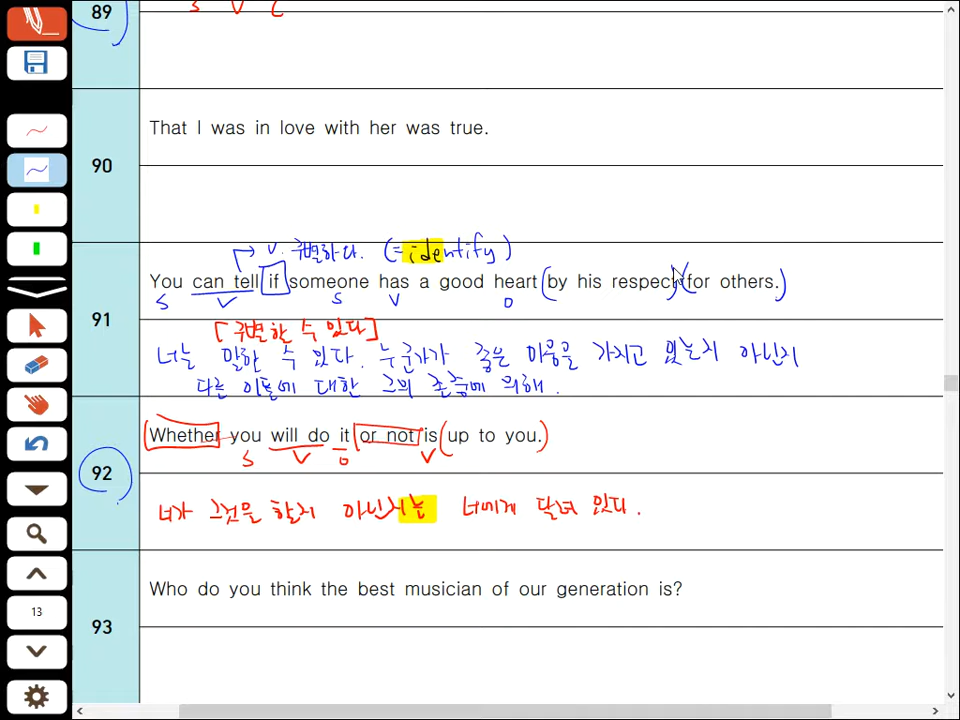 89
S V (
That I was in love with her was true.
90
→ v. 구별하다. (= identify)
You can tell if someone has a good heart (by his respect) (for others.)
S V S V O
91
[구별할 수 있다]
너는 말할 수 있다. 누군가가 좋은 마음을 가지고 있는지 아닌지
다른 이들에 대한 그의 존중에 의해.
Whether you will do it or not is (up to you.)
S V O V
92
너가 그것을 할지 아닌지는 너에게 달려 있다.
Who do you think the best musician of our generation is?
93
13